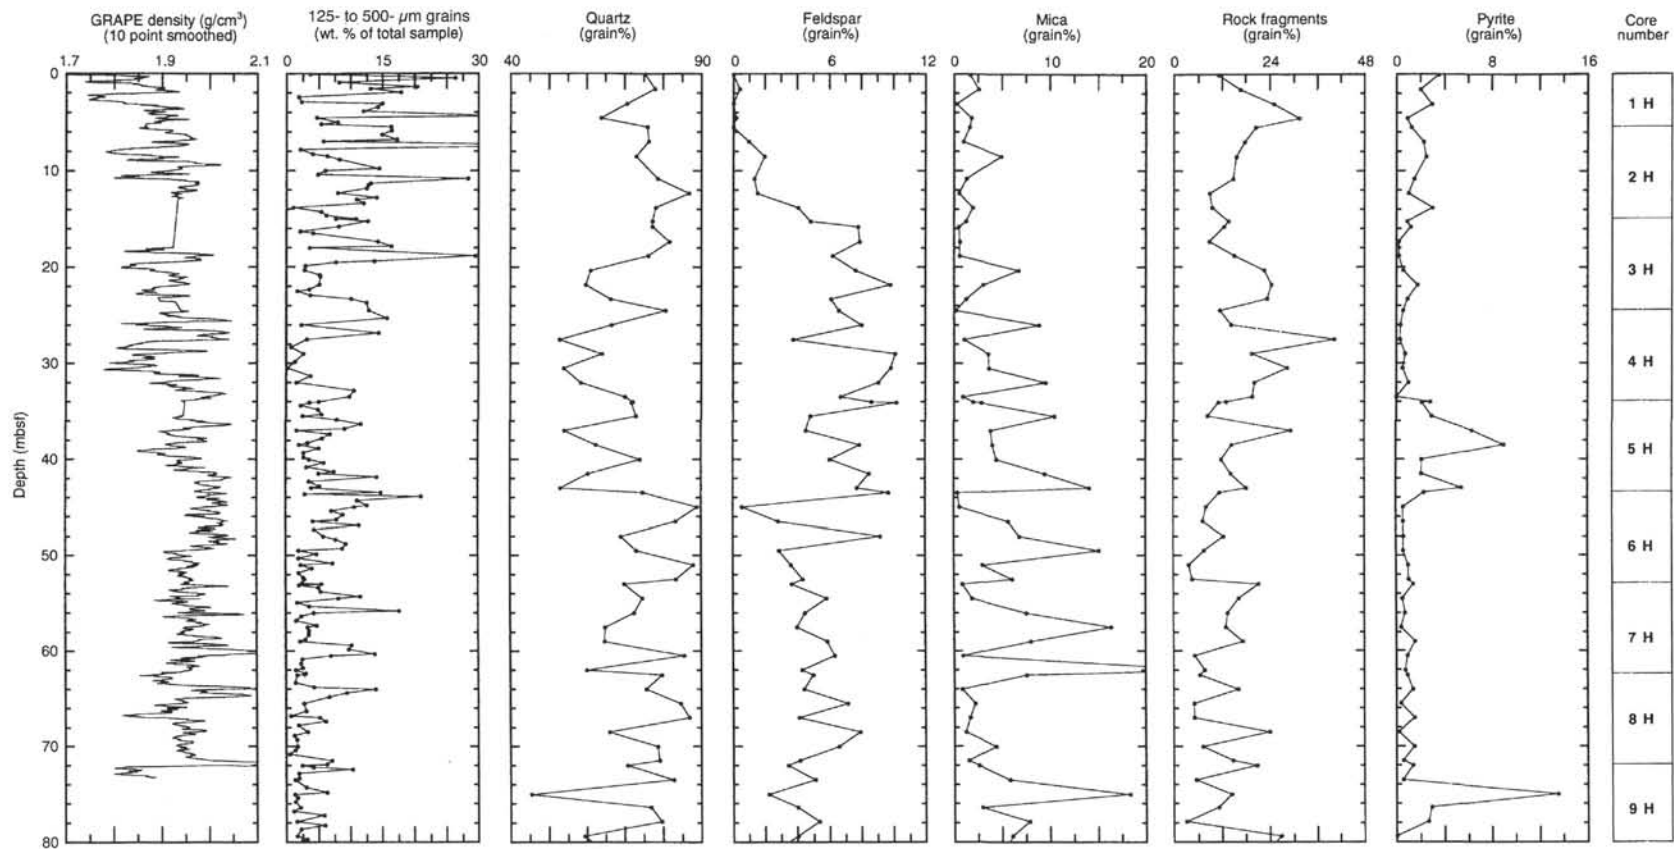 GRAPE density (g/cm³)
(10 point smoothed)
1.7 1.9 2.1
125- to 500- µm grains
(wt. % of total sample)
0 15 30
Quartz
(grain%)
40 90
Feldspar
(grain%)
0 6 12
Mica
(grain%)
0 10 20
Rock fragments
(grain%)
0 24 48
Pyrite
(grain%)
0 8 16
Core
number
Depth (mbsf)
0
10
20
30
40
50
60
70
80
1 H
2 H
3 H
4 H
5 H
6 H
7 H
8 H
9 H